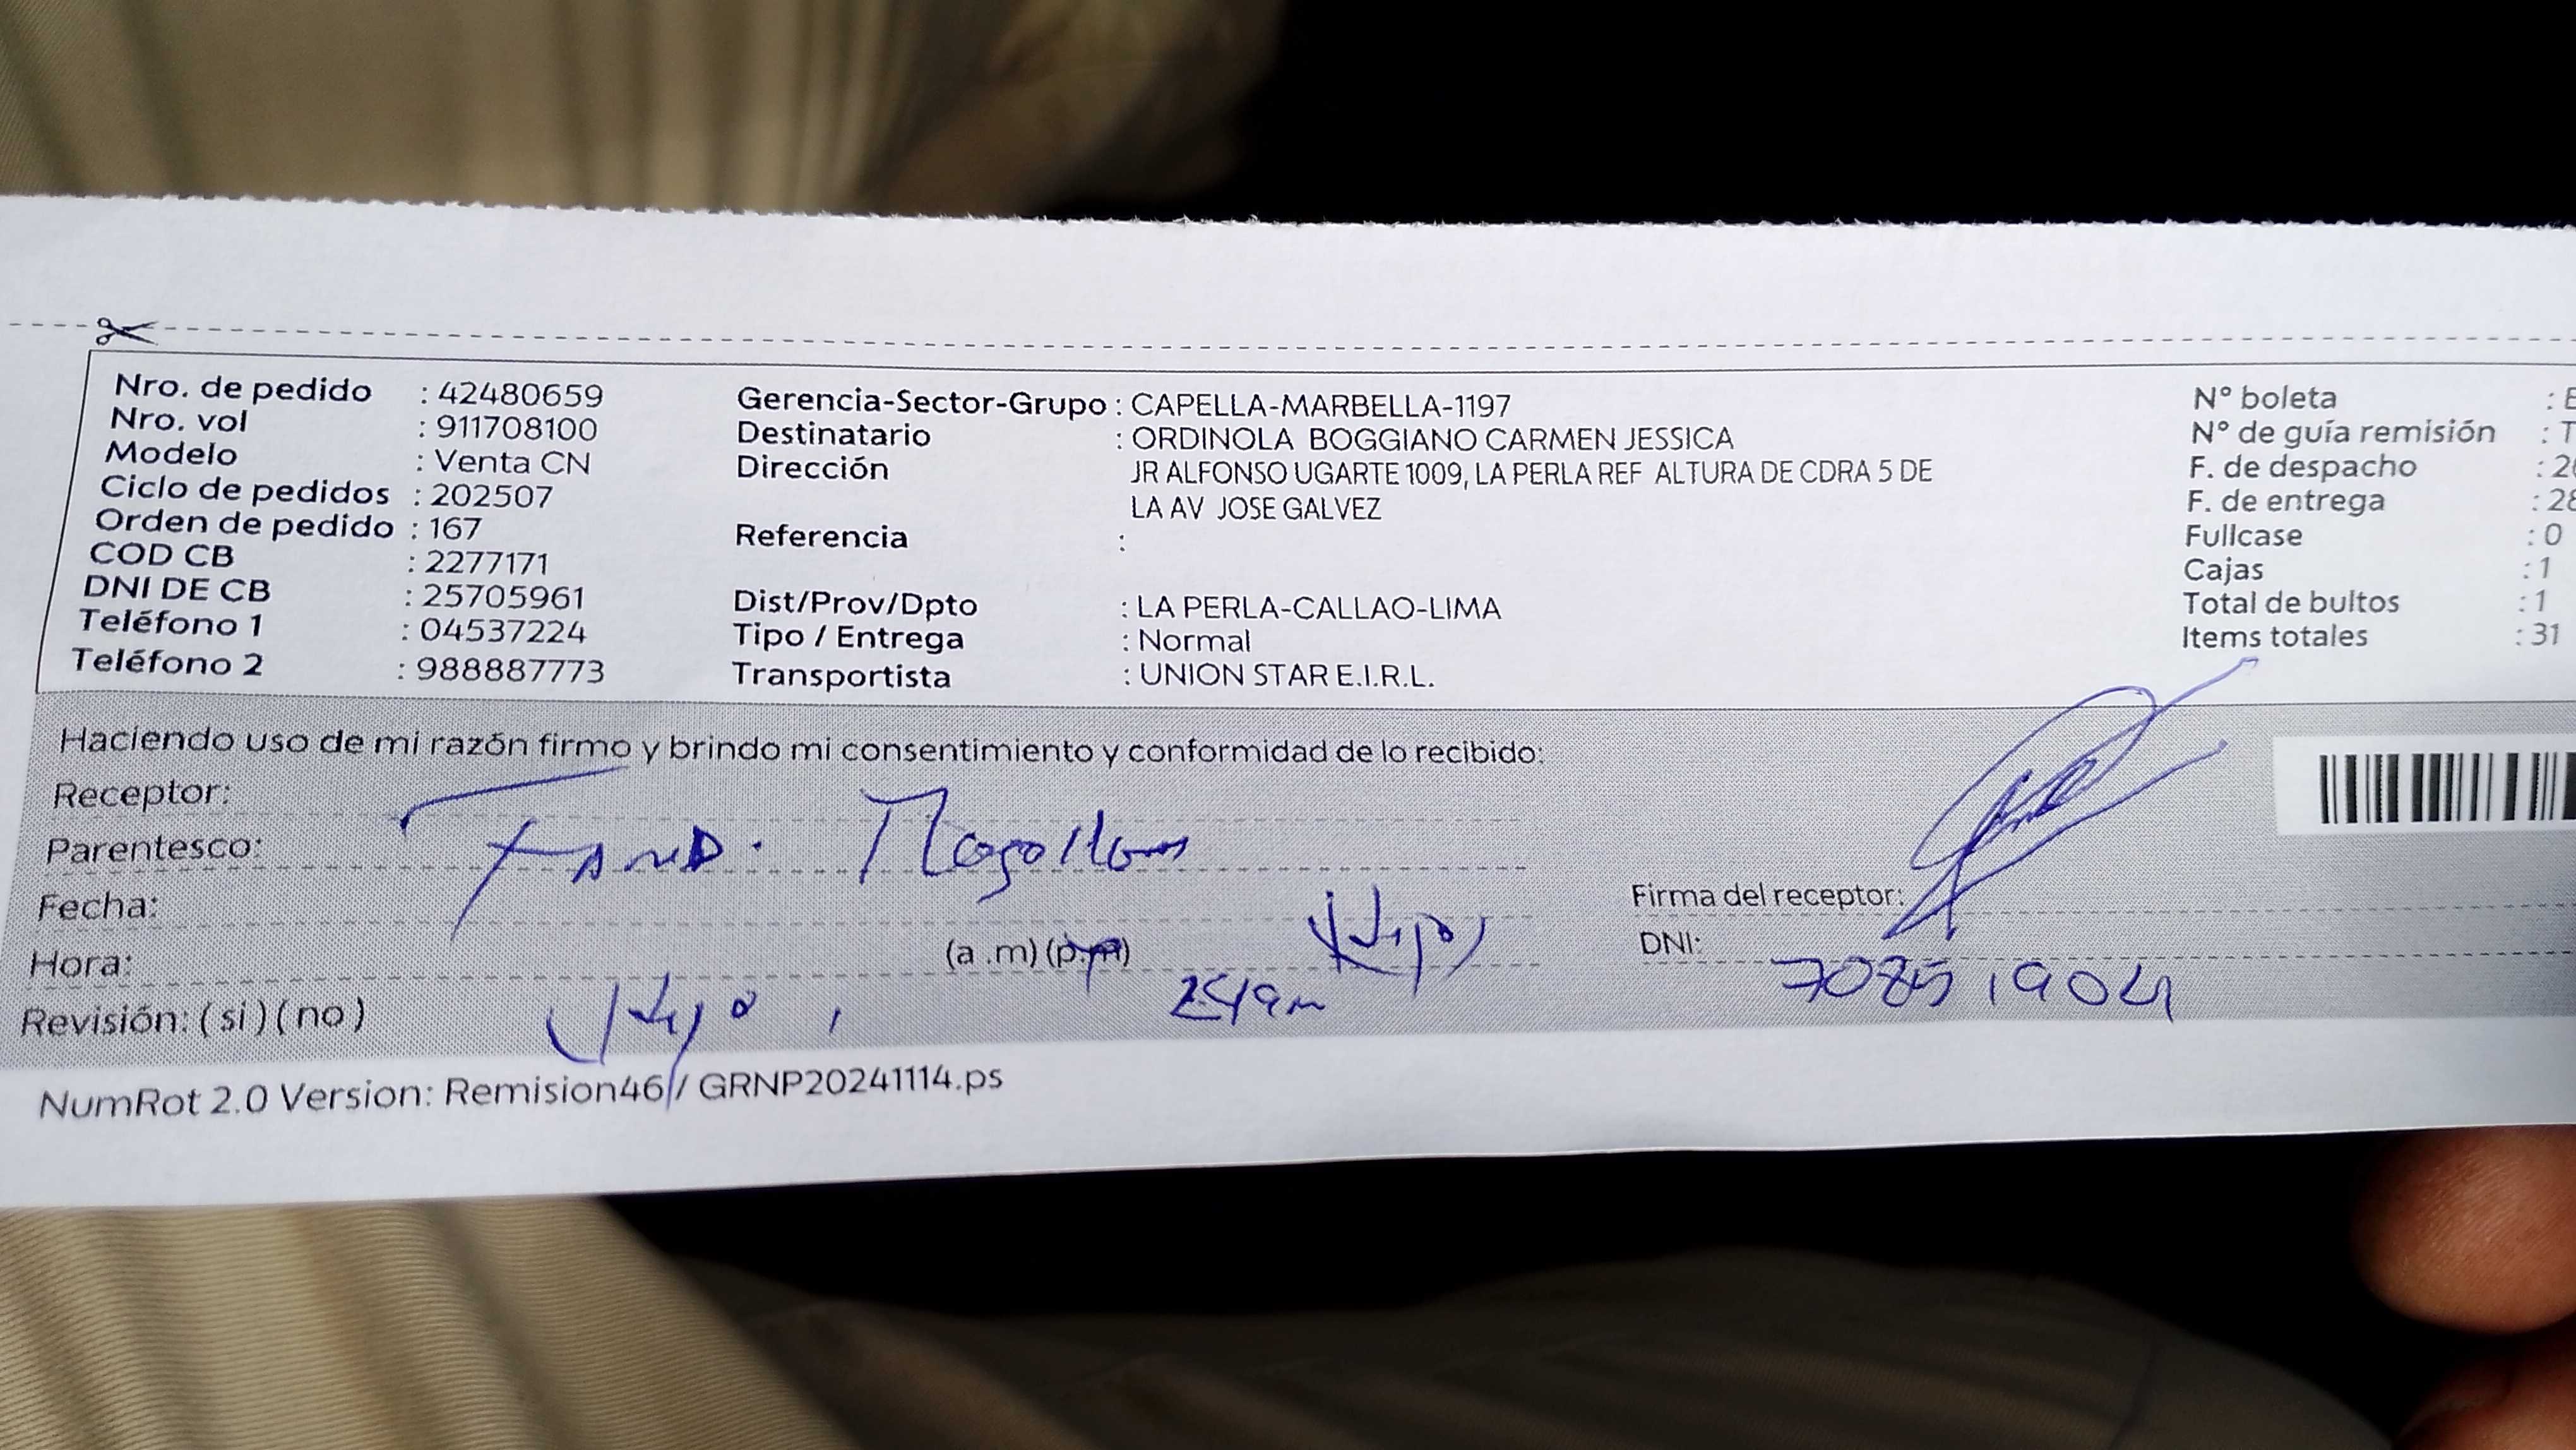 Nro. de pedido : 42480659
Nro. vol : 911708100
Modelo : Venta CN
Ciclo de pedidos : 202507
Orden de pedido : 167
COD CB : 2277171
DNI DE CB : 25705961
Teléfono 1 : 04537224
Teléfono 2 : 988887773
Gerencia-Sector-Grupo : CAPELLA-MARBELLA-1197
Destinatario : ORDINOLA BOGGIANO CARMEN JESSICA
Dirección JR ALFONSO UGARTE 1009, LA PERLA REF ALTURA DE CDRA 5 DE
LA AV JOSE GALVEZ
Referencia :
Dist/Prov/Dpto : LA PERLA-CALLAO-LIMA
Tipo / Entrega : Normal
Transportista : UNION STAR E.I.R.L.
N° boleta :
N° de guía remisión : T
F. de despacho : 2
F. de entrega : 28
Fullcase : 0
Cajas : 1
Total de bultos : 1
Items totales : 31
Haciendo uso de mi razón firmo y brindo mi consentimiento y conformidad de lo recibido:
Receptor:
Parentesco:
Fecha:
Hora: (a .m) (p.m)
Revisión: ( si ) ( no )
(Hijo)
Firma del receptor:
DNI:
70851904
NumRot 2.0 Version: Remision46 / GRNP20241114.ps